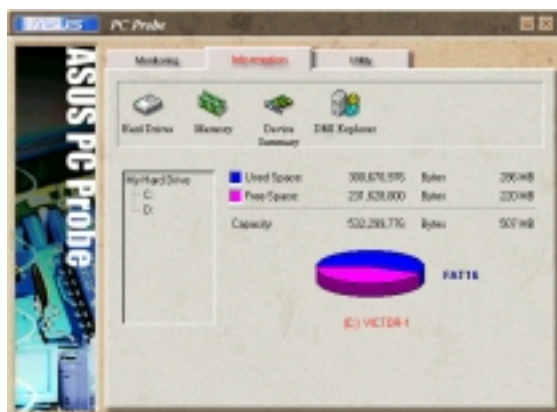 ASUS PC Probe
Monitoring Information Utility
Hard Drives Memory Device Summary DMI Explorer
ASUS PC Probe
My Hard Drive
C:
D:
Used Space: 300,670,976 Bytes 286 MB
Free Space: 231,628,800 Bytes 220 MB
Capacity 532,299,776 Bytes 507 MB
FAT16
(C:) VICTOR-1